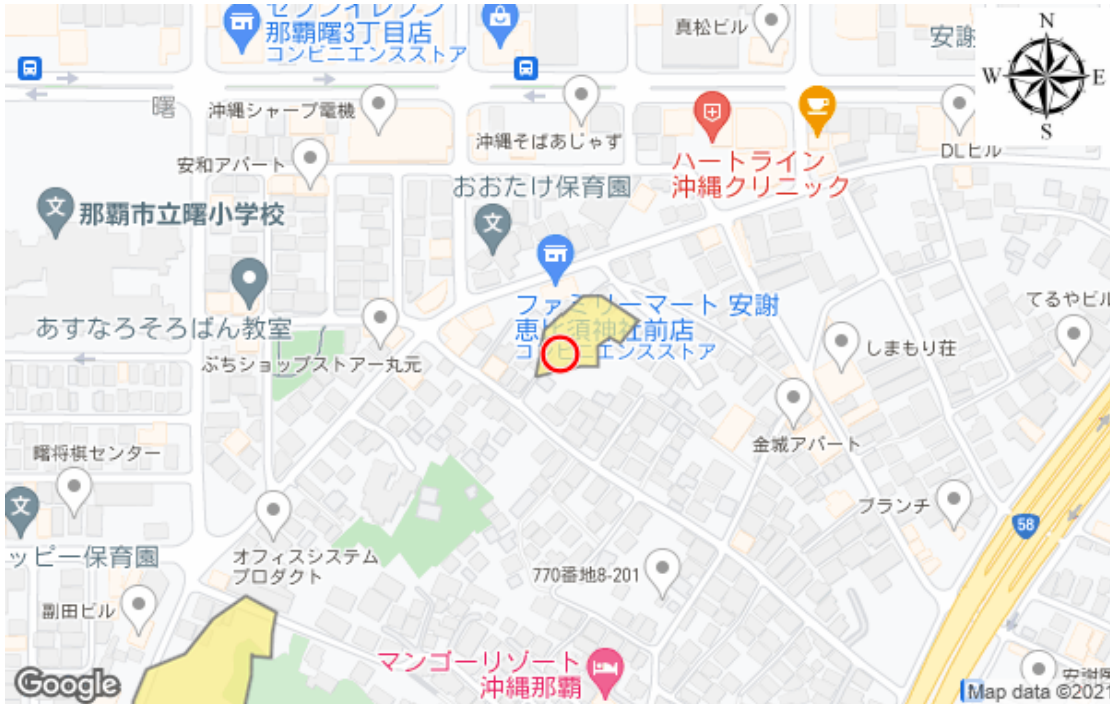 セブンイレブン
那覇曙3丁目店
コンビニエンスストア
真松ビル
安謝
N
W
E
S
曙
沖縄シャープ電機
沖縄そばあじゃず
ハートライン
沖縄クリニック
DLビル
安和アパート
おおたけ保育園
那覇市立曙小学校
ファミリーマート 安謝
恵比須神社前店
コンビニエンスストア
あすなろそろばん教室
てるやビル
ぷちショップストアー丸元
しまもり荘
曙将棋センター
金城アパート
ッピー保育園
ブランチ
58
オフィスシステム
プロダクト
770番地8-201
副田ビル
マンゴーリゾート
沖縄那覇
Google
Map data ©2021